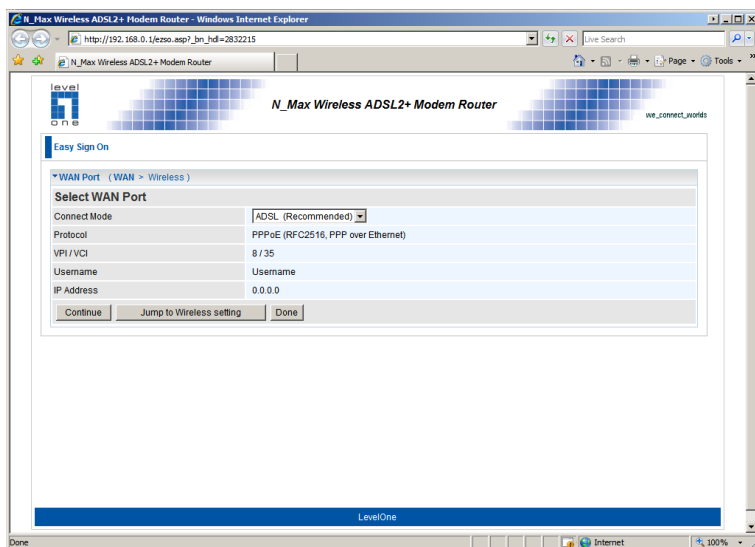 N_Max Wireless ADSL2+ Modem Router - Windows Internet Explorer
http://192.168.0.1/ezso.asp?_bn_hdl=2832215
Live Search
N_Max Wireless ADSL2+ Modem Router
Page
Tools
level
one
N_Max Wireless ADSL2+ Modem Router
we_connect_worlds
Easy Sign On
WAN Port ( WAN > Wireless )
Select WAN Port
Connect Mode ADSL (Recommended)
Protocol PPPoE (RFC2516, PPP over Ethernet)
VPI / VCI 8 / 35
Username Username
IP Address 0.0.0.0
Continue Jump to Wireless setting Done
LevelOne
Done Internet 100%